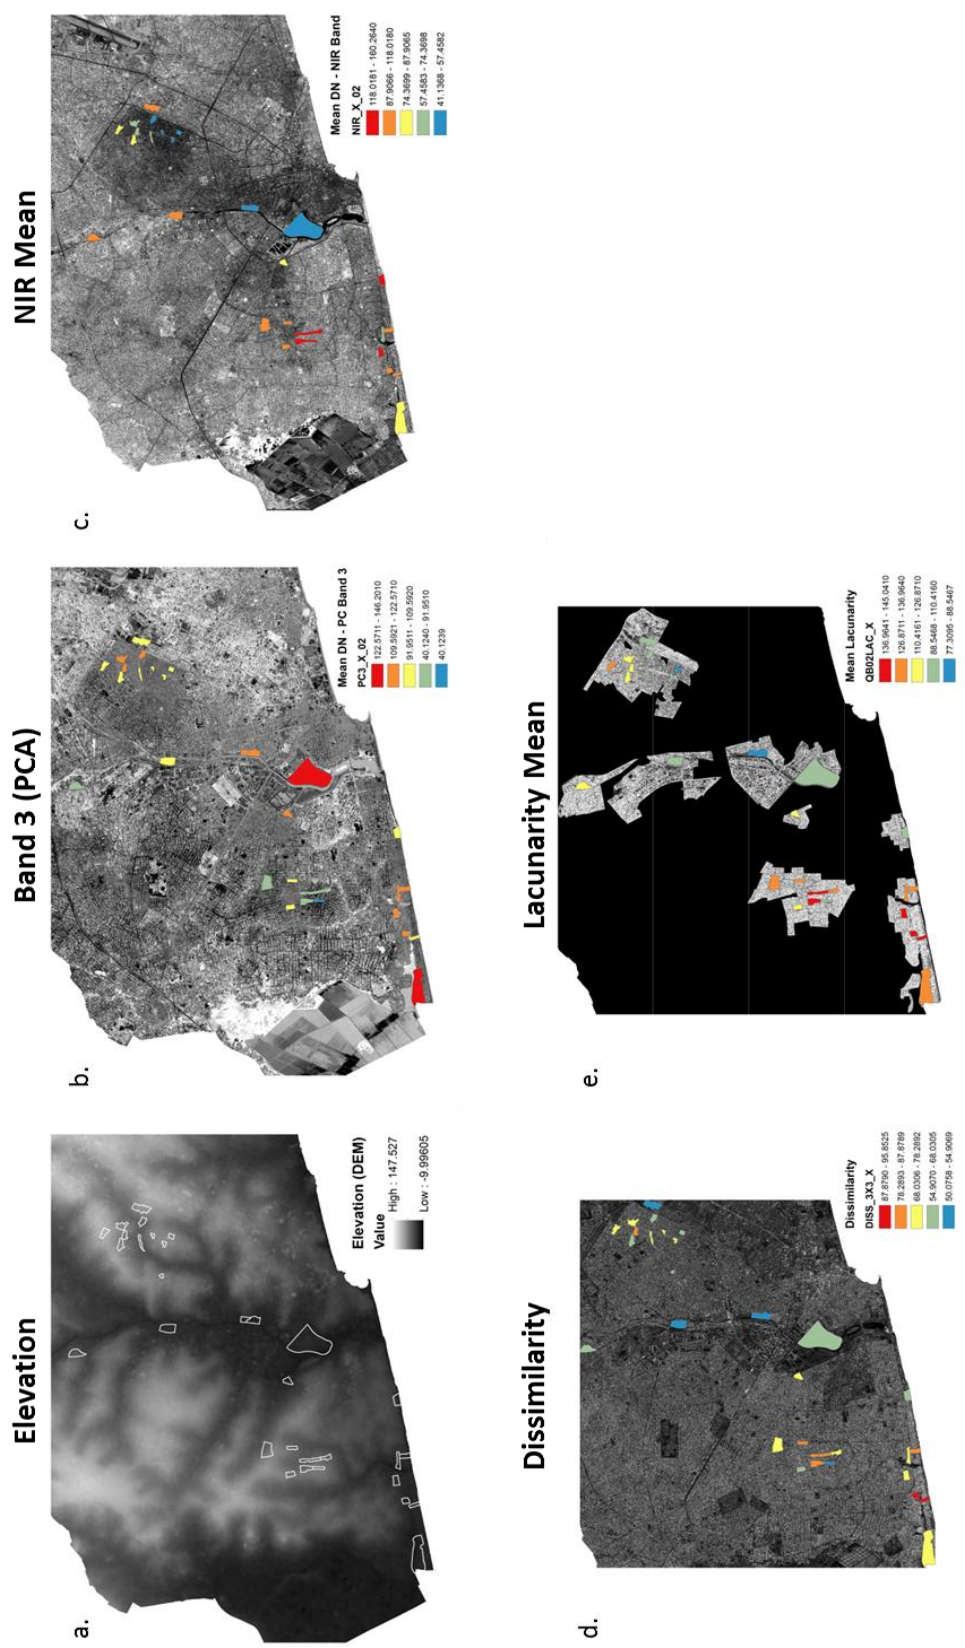 Elevation
a.
Elevation (DEM)
Value
High : 147.527
Low : -9.99605
Band 3 (PCA)
b.
Mean DN - PC Band 3
PC3_X_02
122.5711 - 146.2010
109.5921 - 122.5710
91.9511 - 109.5920
40.1240 - 91.9510
40.1239
NIR Mean
c.
Mean DN - NIR Band
NIR_X_02
118.0181 - 160.2640
87.9066 - 118.0180
74.3699 - 87.9065
57.4583 - 74.3698
41.1368 - 57.4582
Dissimilarity
d.
Dissimilarity
DISS_3X3_X
87.8790 - 95.8525
78.2893 - 87.8789
68.0306 - 78.2892
54.9070 - 68.0305
50.0758 - 54.9069
Lacunarity Mean
e.
Mean Lacunarity
QB02LAC_X
136.9641 - 145.0410
126.8711 - 136.9640
110.4161 - 126.8710
88.5468 - 110.4160
77.3095 - 88.5467